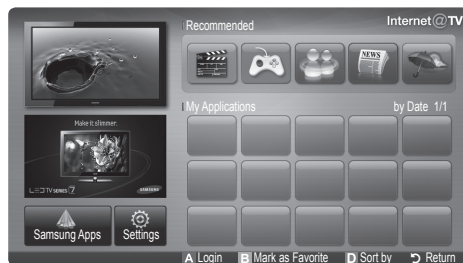 Recommended
Internet@TV
NEWS
My Applications
by Date 1/1
Make it slimmer.
LED TV SERIES 7
SAMSUNG
Samsung Apps
Settings
A Login
B Mark as Favorite
D Sort by
Return